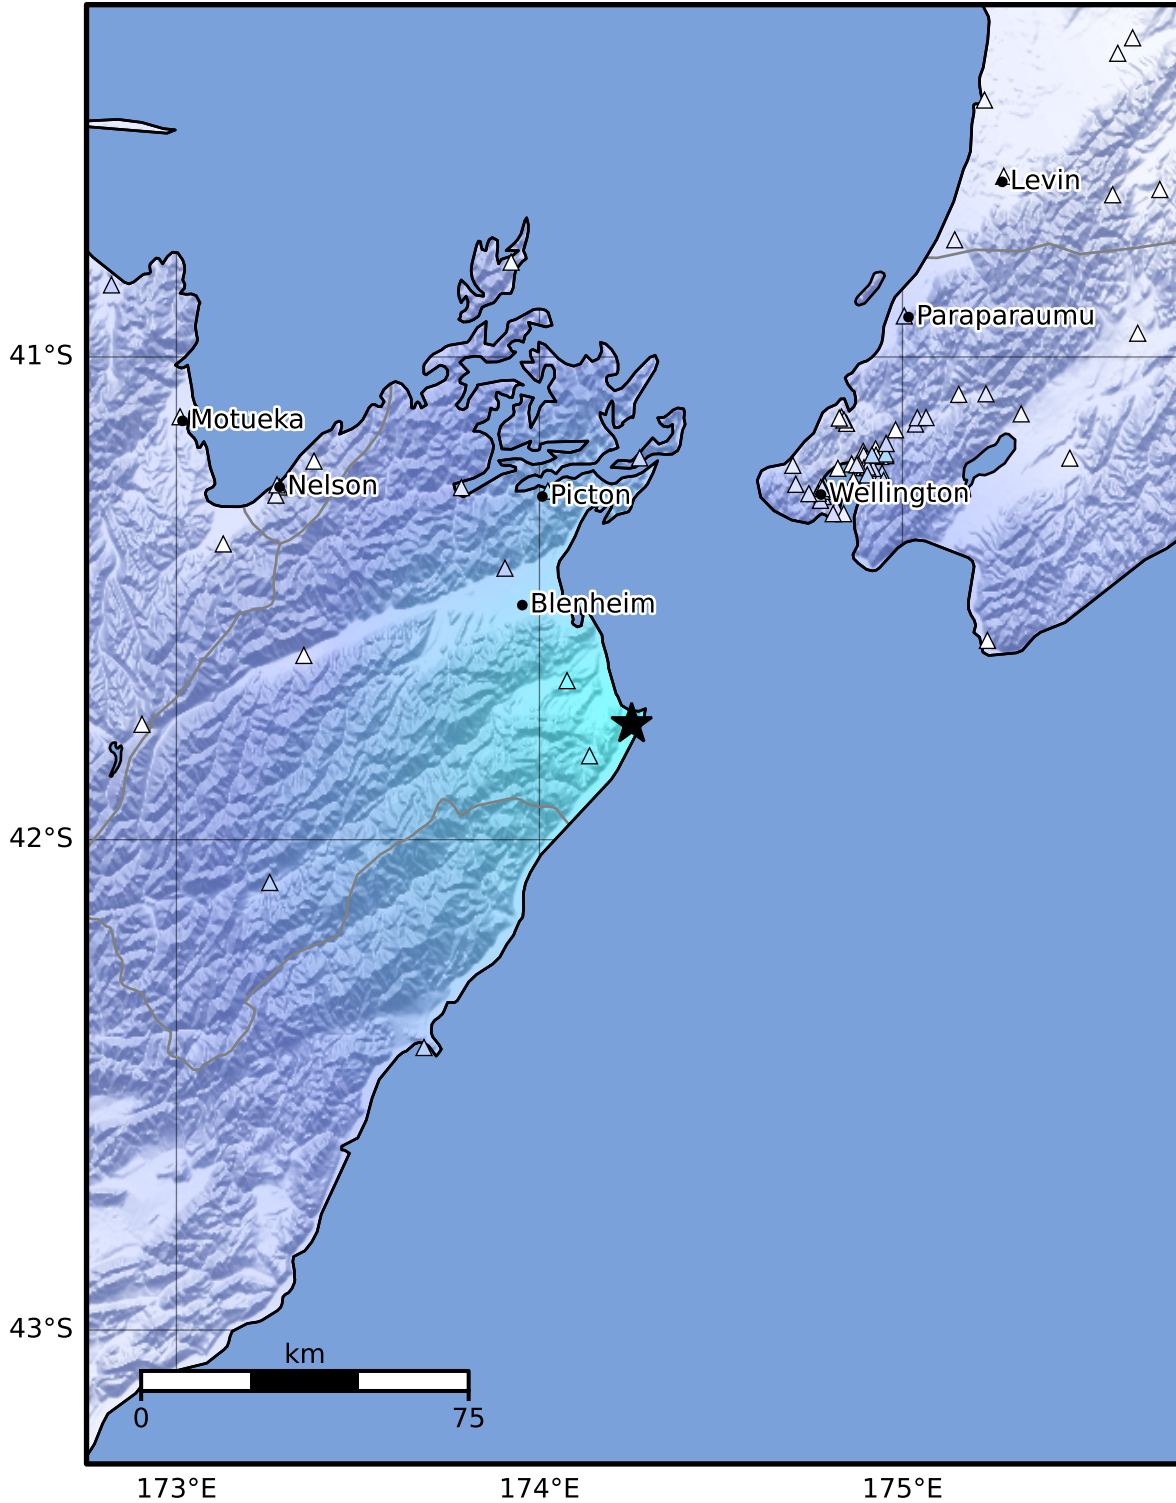 Levin
Paraparaumu
41°S
Motueka
Nelson
Picton
Wellington
Blenheim
42°S
43°S
km
0
75
173°E
174°E
175°E